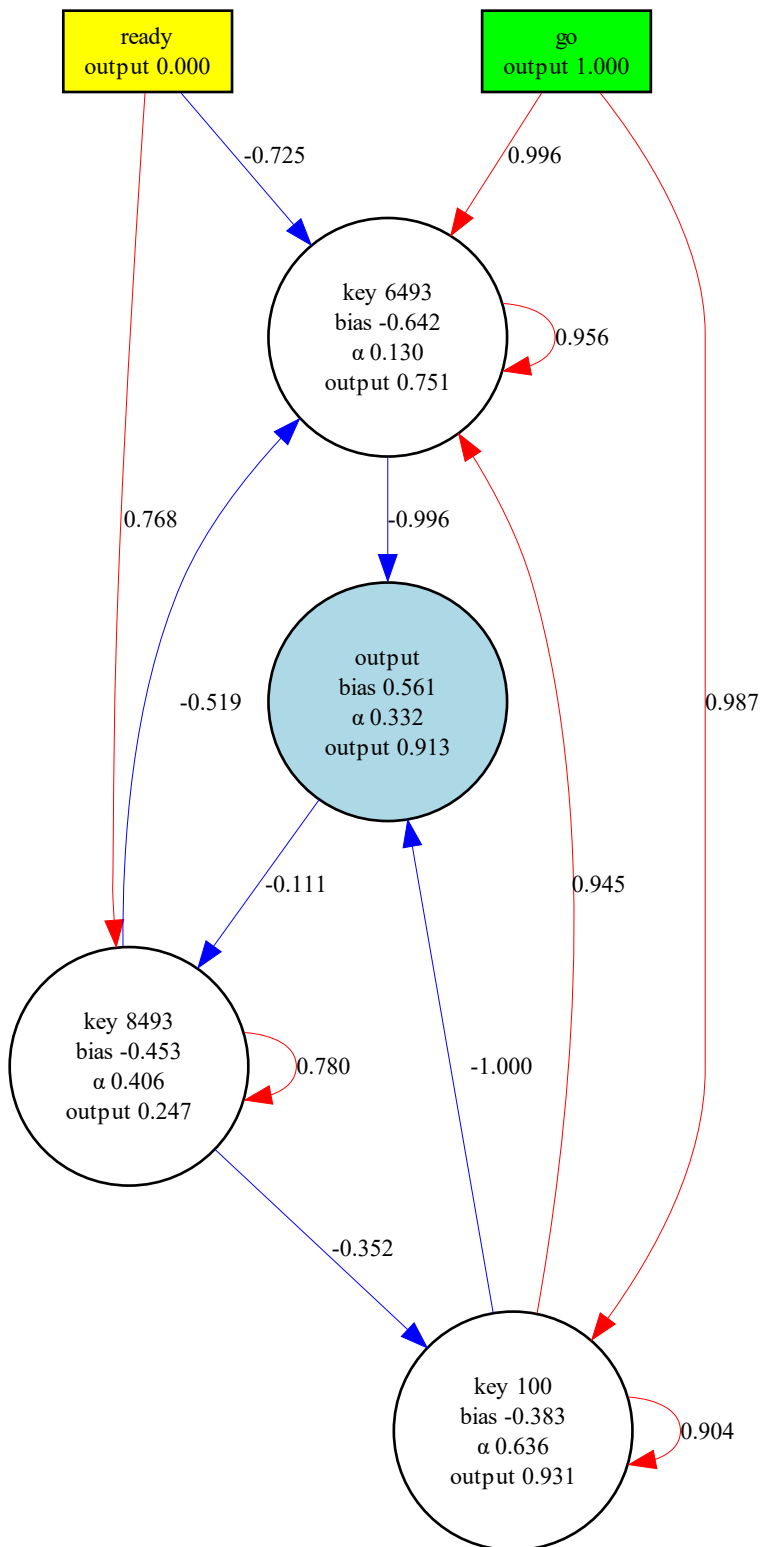 ready
output 0.000
go
output 1.000
-0.725
0.996
key 6493
bias -0.642
α 0.130
output 0.751
0.956
0.768
-0.996
-0.519
output
bias 0.561
α 0.332
output 0.913
0.987
-0.111
0.945
key 8493
bias -0.453
α 0.406
output 0.247
0.780
-1.000
-0.352
key 100
bias -0.383
α 0.636
output 0.931
0.904